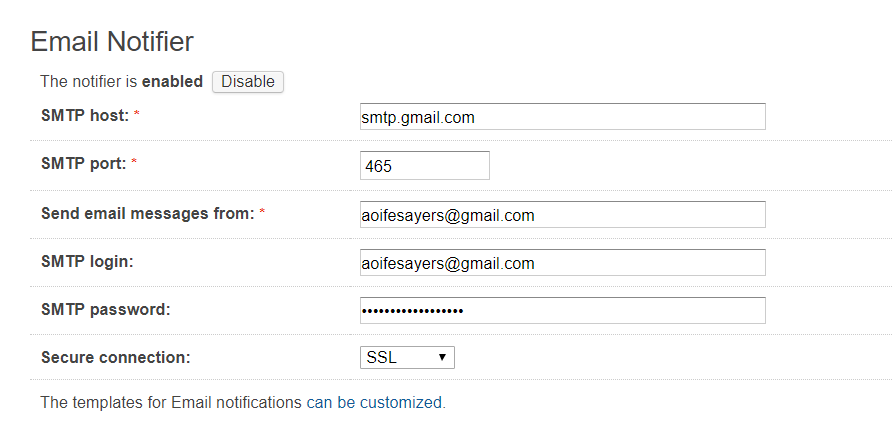 Email Notifier
The notifier is enabled Disable
SMTP host: * smtp.gmail.com
SMTP port: * 465
Send email messages from: * aoifesayers@gmail.com
SMTP login: aoifesayers@gmail.com
SMTP password: ••••••••••••••••••
Secure connection: SSL
The templates for Email notifications can be customized.